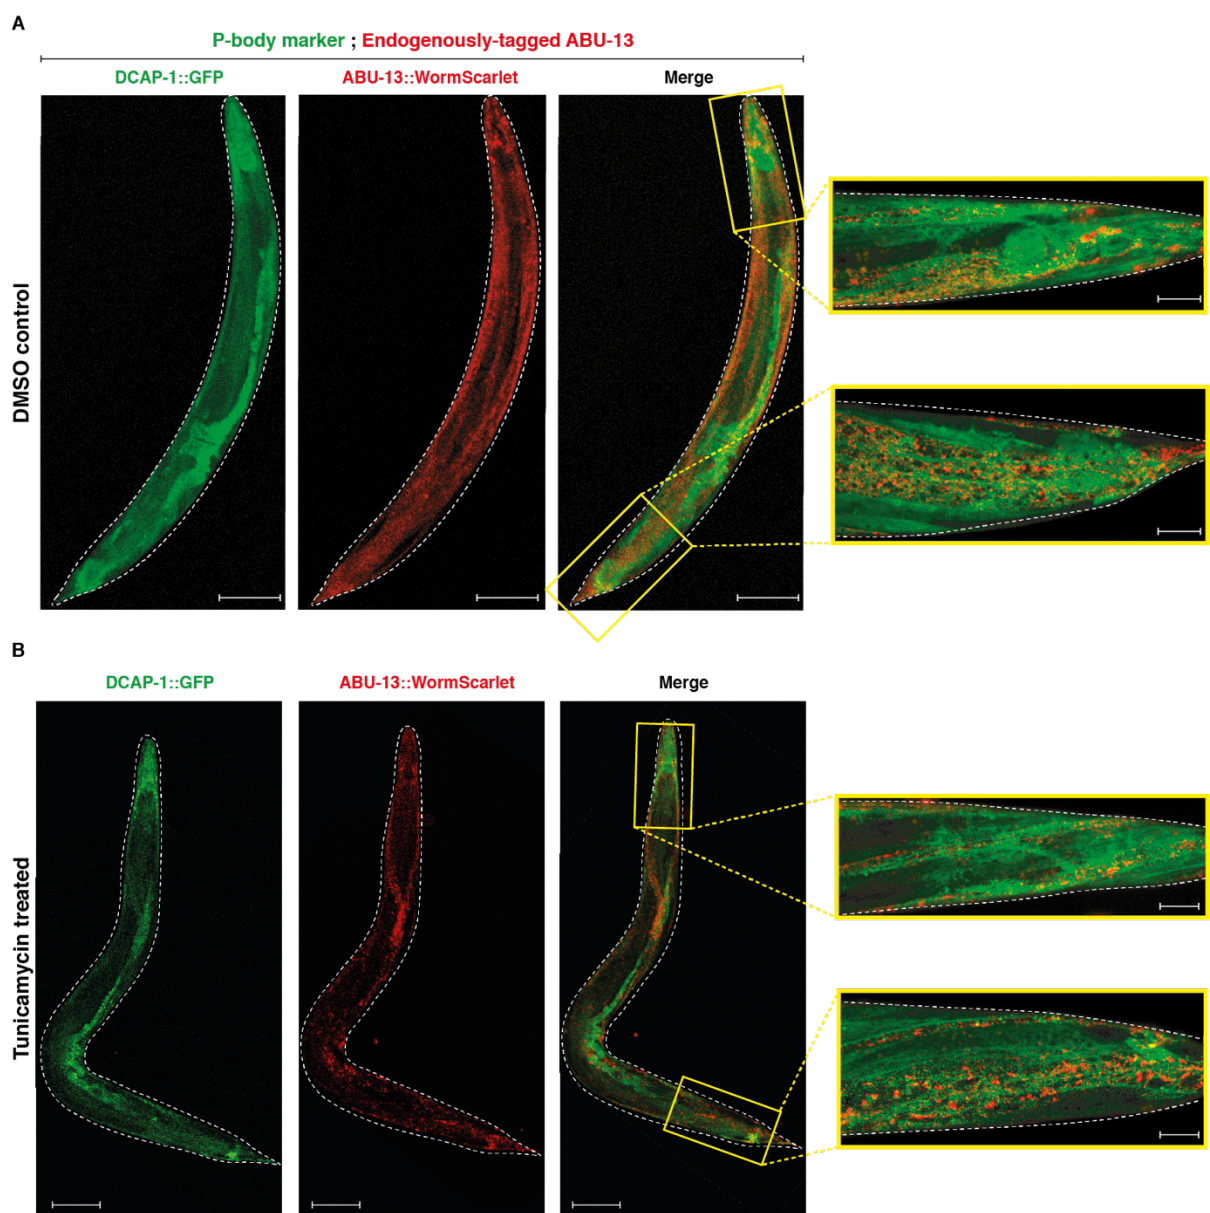 A
P-body marker ; Endogenously-tagged ABU-13
DCAP-1::GFP ABU-13::WormScarlet Merge
DMSO control
B
DCAP-1::GFP ABU-13::WormScarlet Merge
Tunicamycin treated